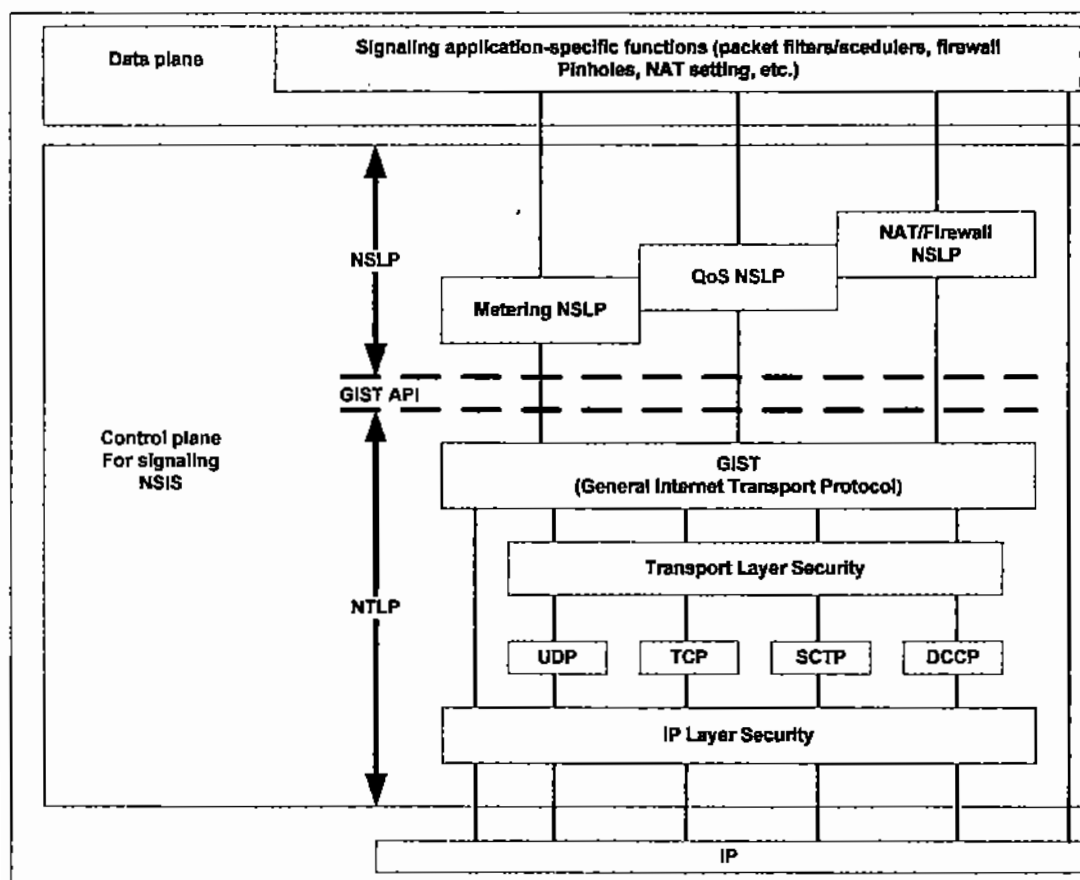 Data plane
Signaling application-specific functions (packet filters/scedulers, firewall
Pinholes, NAT setting, etc.)
NSLP
NAT/Firewall
NSLP
QoS NSLP
Metering NSLP
GIST API
Control plane
For signaling
NSIS
GIST
(General Internet Transport Protocol)
Transport Layer Security
NTLP
UDP
TCP
SCTP
DCCP
IP Layer Security
IP